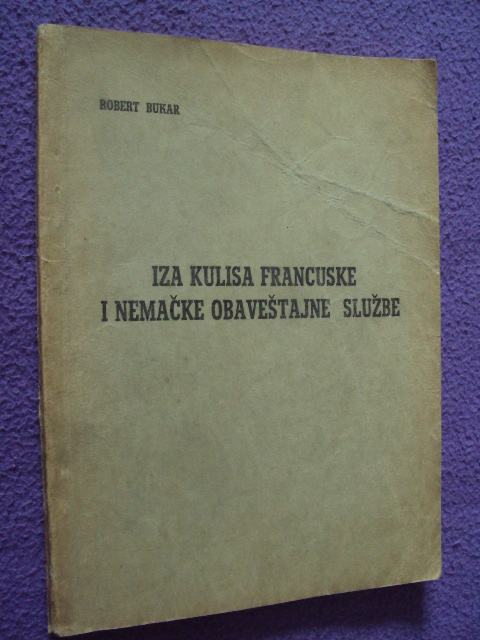 ROBERT BUKAR
IZA KULISA FRANCUSKE
I NEMAČKE OBAVEŠTAJNE SLUŽBE